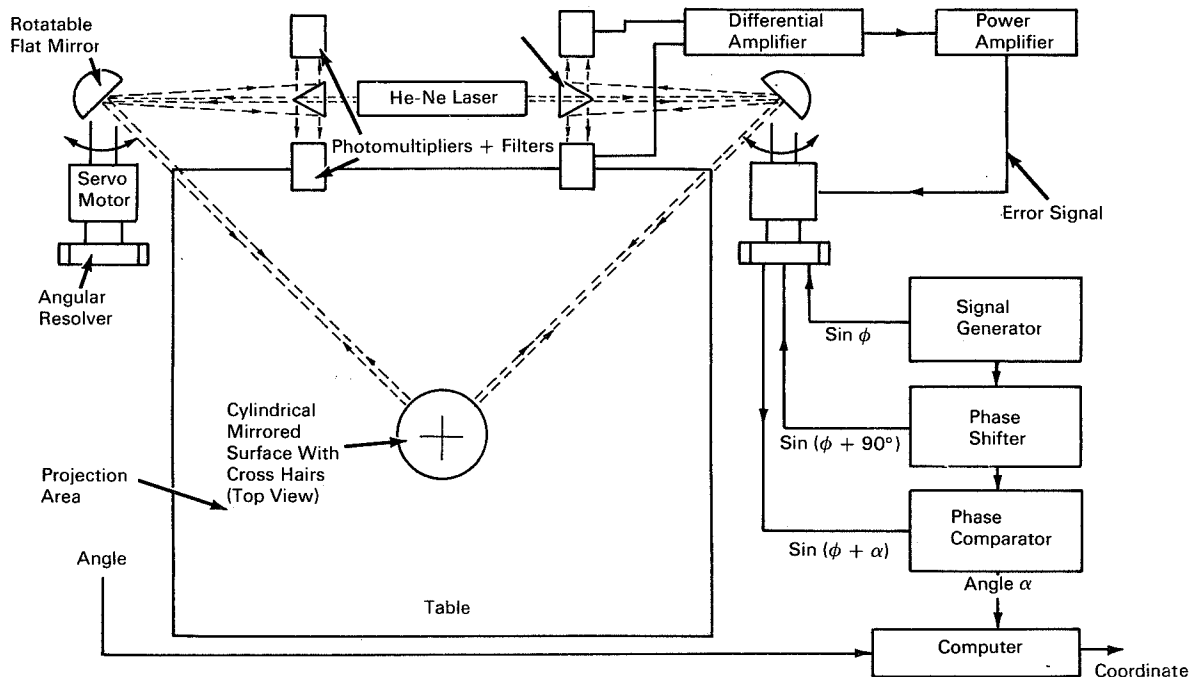 Rotatable
Flat Mirror
Differential
Amplifier
Power
Amplifier
He-Ne Laser
Photomultipliers + Filters
Servo
Motor
Error Signal
Angular
Resolver
Signal
Generator
Sin ϕ
Cylindrical
Mirrored
Surface With
Cross Hairs
(Top View)
Phase
Shifter
Sin (ϕ + 90°)
Projection
Area
Phase
Comparator
Sin (ϕ + α)
Angle
Angle α
Table
Computer
Coordinate